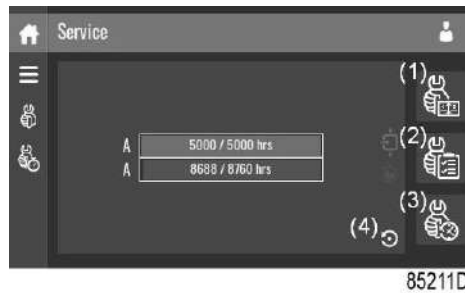 Service
(1)
A 5000 / 5000 hrs
(2)
A 8688 / 8760 hrs
(3)
(4)
85211D